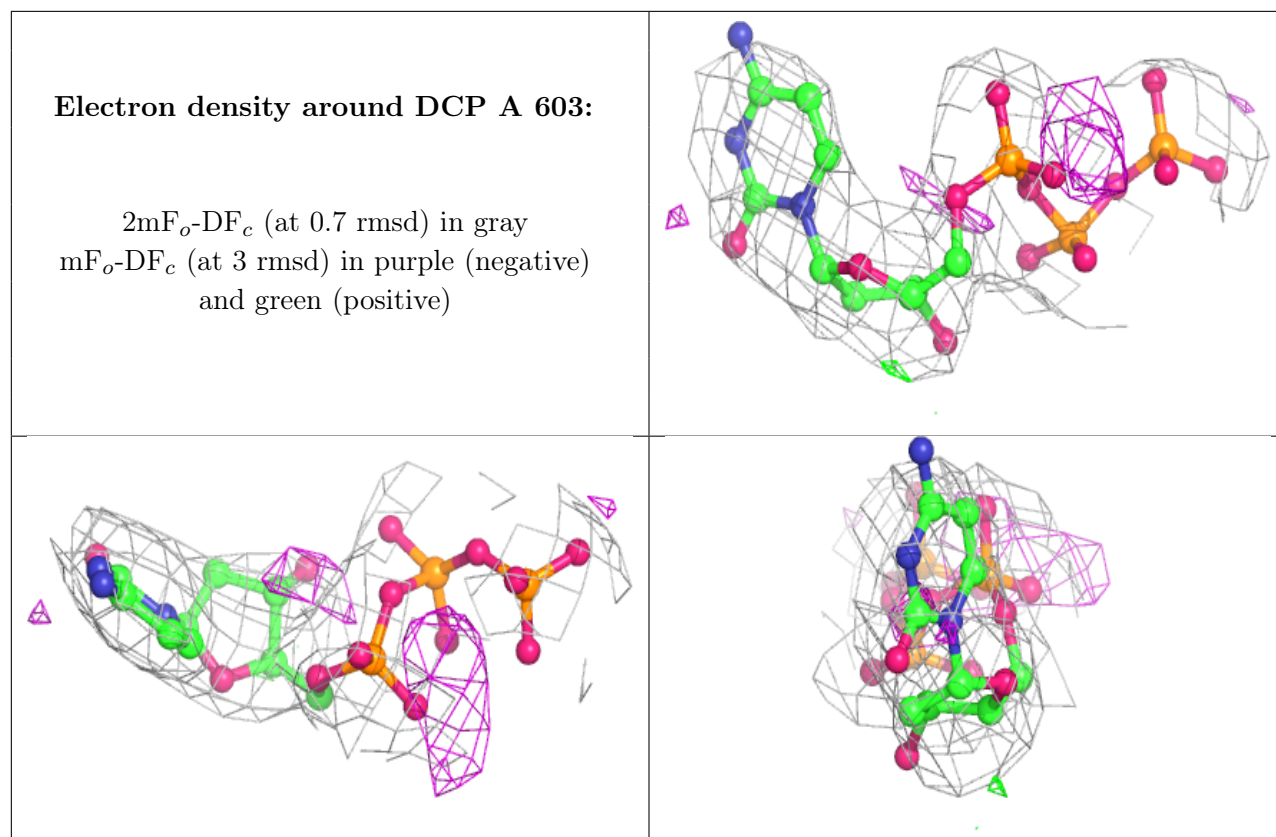 Electron density around DCP A 603:
2mFo-DFc (at 0.7 rmsd) in gray
mFo-DFc (at 3 rmsd) in purple (negative)
and green (positive)